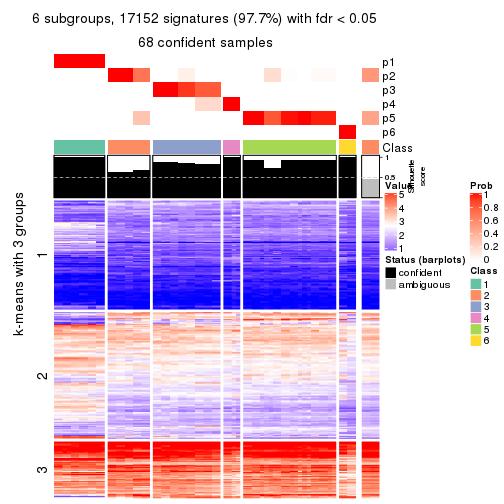 6 subgroups, 17152 signatures (97.7%) with fdr < 0.05
68 confident samples
p1
p2
p3
p4
p5
p6
Class
1
0.5
0
Silhouette
score
k-means with 3 groups
1
2
3
Value
5
4
3
2
1
Status (barplots)
confident
ambiguous
Prob
1
0.8
0.6
0.4
0.2
0
Class
1
2
3
4
5
6